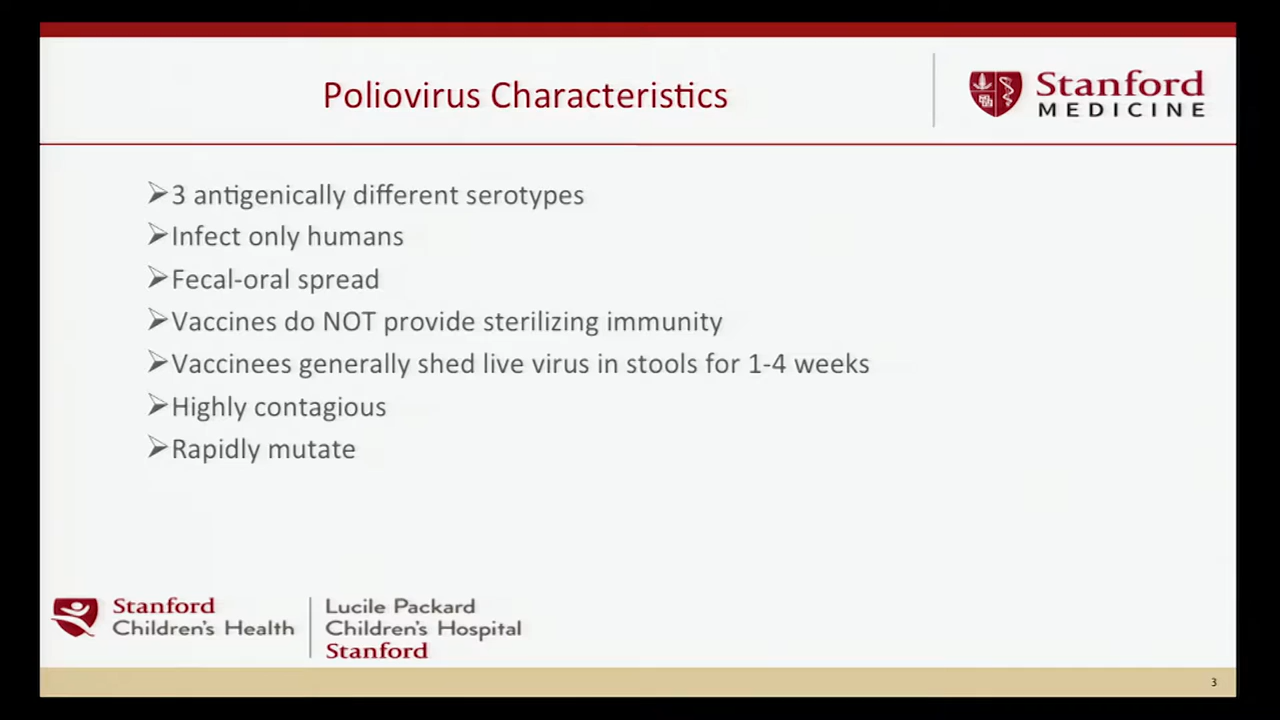 Poliovirus Characteristics
Stanford
MEDICINE
➢3 antigenically different serotypes
➢Infect only humans
➢Fecal-oral spread
➢Vaccines do NOT provide sterilizing immunity
➢Vaccinees generally shed live virus in stools for 1-4 weeks
➢Highly contagious
➢Rapidly mutate
Stanford
Children's Health
Lucile Packard
Children's Hospital
Stanford
3